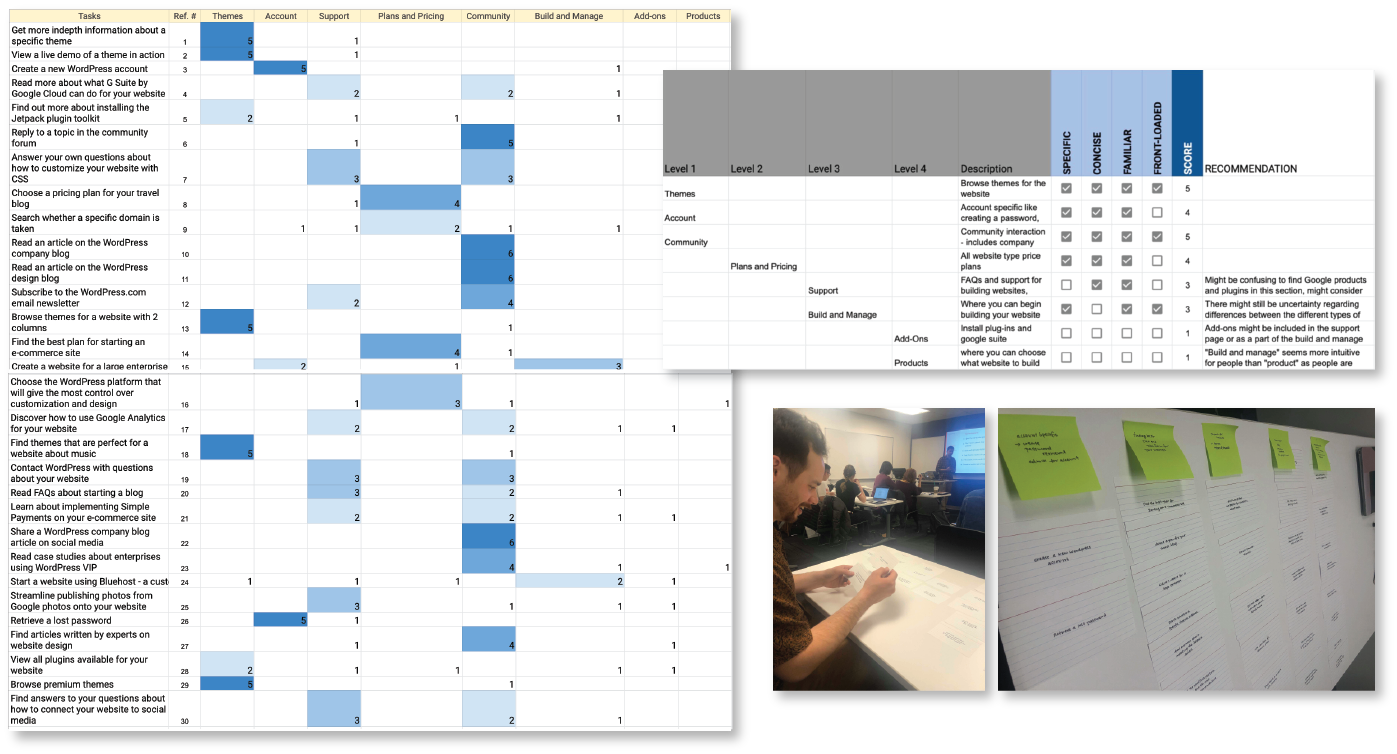 Tasks Ref. # Themes Account Support Plans and Pricing Community Build and Manage Add-ons Products
Get more indepth information about a
specific theme 1 5 1
View a live demo of a theme in action 2 5 1
Create a new WordPress account 3 5 1
Read more about what G Suite by
Google Cloud can do for your website 4 2 2 1
Find out more about installing the
Jetpack plugin toolkit 5 2 1 1 1
Reply to a topic in the community
forum 6 1 5
Answer your own questions about
how to customize your website with
CSS 7 3 3
Choose a pricing plan for your travel
blog 8 1 4
Search whether a specific domain is
taken 9 1 1 2 1 1
Read an article on the WordPress
company blog 10 6
Read an article on the WordPress
design blog 11 6
Subscribe to the WordPress.com
email newsletter 12 2 4
Browse themes for a website with 2
columns 13 5 1
Find the best plan for starting an
e-commerce site 14 4 1
Create a website for a large enterprise 15 2 1 3
Choose the WordPress platform that
will give the most control over
customization and design 16 1 3 1 1
Discover how to use Google Analytics
for your website 17 2 2 1 1
Find themes that are perfect for a
website about music 18 5 1
Contact WordPress with questions
about your website 19 3 3
Read FAQs about starting a blog 20 3 2 1
Learn about implementing Simple
Payments on your e-commerce site 21 2 2 1 1
Share a WordPress company blog
article on social media 22 6
Read case studies about enterprises
using WordPress VIP 23 4 1 1
Start a website using Bluehost - a cust 24 1 1 1 2 1
Streamline publishing photos from
Google photos onto your website 25 3 1 1 1
Retrieve a lost password 26 5 1
Find articles written by experts on
website design 27 1 4 1
View all plugins available for your
website 28 2 1 1 1 1
Browse premium themes 29 5 1
Find answers to your questions about
how to connect your website to social
media 30 3 2 1
Level 1 Level 2 Level 3 Level 4 Description SPECIFIC CONCISE FAMILIAR FRONT-LOADED SCORE RECOMMENDATION
Themes
Browse themes for the
website 5
Account
Account specific like
creating a password, 4
Community
Community interaction
- includes company 5
Plans and Pricing
All website type price
plans 4
Support
FAQs and support for
building websites, 3
Might be confusing to find Google products
and plugins in this section, might consider
Build and Manage
Where you can begin
building your website 3
There might still be uncertainty regarding
differences between the different types of
Add-Ons
Install plug-ins and
google suite 1
Add-ons might be included in the support
page or as a part of the build and manage
Products
where you can choose
what website to build 1
"Build and manage" seems more intuitive
for people than "product" as people are